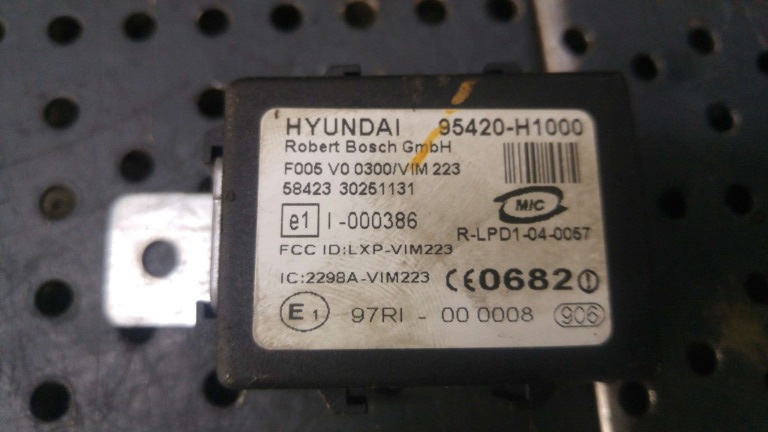 HYUNDAI 95420-H1000
Robert Bosch GmbH
F005 V0 0300/VIM 223
58423 30251131
MIC
e1 I-000386
R-LPD1-04-0057
FCC ID:LXP-VIM223
IC:2298A-VIM223 CE0682
E1 97RI - 00 0008 906